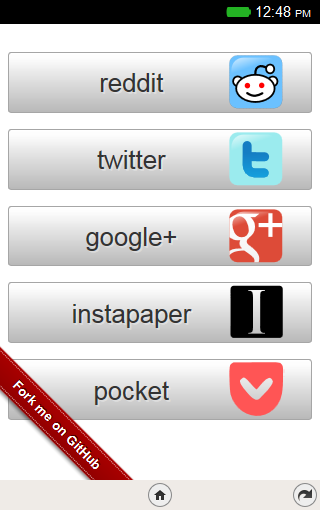 12:48 PM
reddit
twitter
t
google+
g+
instapaper
I
pocket
Fork me on GitHub